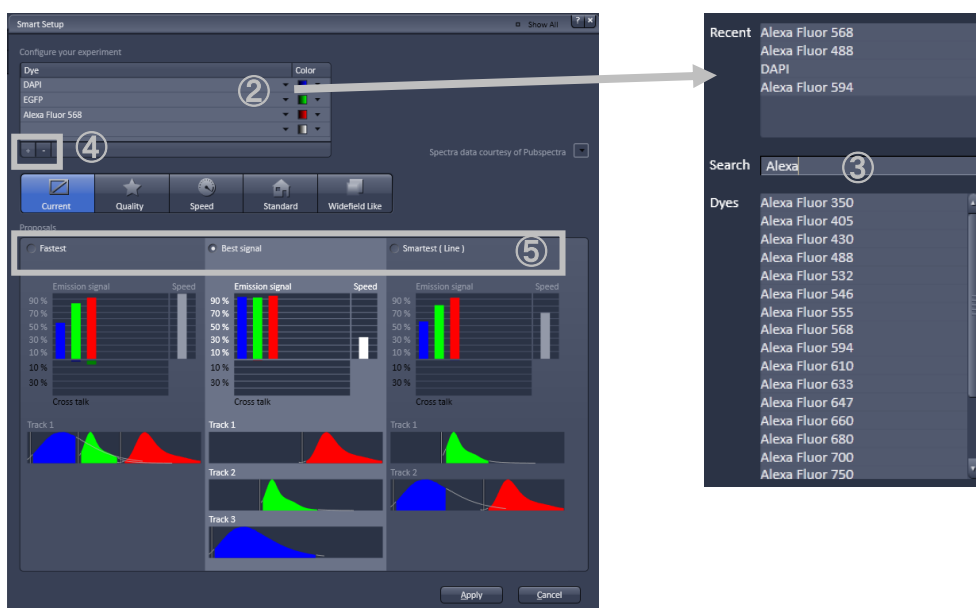 Smart Setup
Show All ? ×
Configure your experiment
Dye Color
DAPI
②
EGFP
Alexa Fluor 568
+ - ④
Spectra data courtesy of Pubspectra
Current Quality Speed Standard Widefield Like
Proposals
Fastest Best signal Smartest ( Line ) ⑤
Emission signal Speed Emission signal Speed Emission signal Speed
90 % 90 % 90 %
70 % 70 % 70 %
50 % 50 % 50 %
30 % 30 % 30 %
10 % 10 % 10 %
10 % 10 % 10 %
30 % 30 % 30 %
Cross talk Cross talk Cross talk
Track 1 Track 1 Track 1
Track 2 Track 2
Track 3
Apply Cancel
Recent Alexa Fluor 568
Alexa Fluor 488
DAPI
Alexa Fluor 594
Search Alexa ③
Dyes Alexa Fluor 350
Alexa Fluor 405
Alexa Fluor 430
Alexa Fluor 488
Alexa Fluor 532
Alexa Fluor 546
Alexa Fluor 555
Alexa Fluor 568
Alexa Fluor 594
Alexa Fluor 610
Alexa Fluor 633
Alexa Fluor 647
Alexa Fluor 660
Alexa Fluor 680
Alexa Fluor 700
Alexa Fluor 750